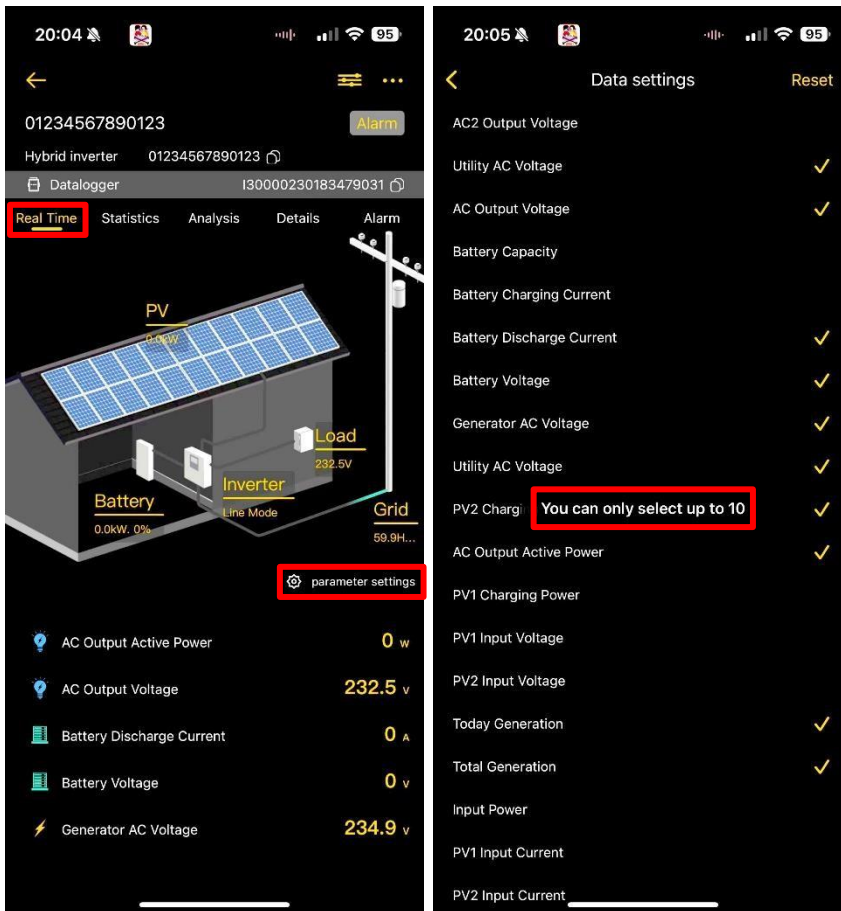 20:04
95
01234567890123
Alarm
Hybrid inverter 01234567890123
Datalogger I30000230183479031
Real Time Statistics Analysis Details Alarm
PV
0.0kW
Load
232.5V
Inverter
Line Mode
Battery
0.0kW. 0%
Grid
59.9H...
parameter settings
AC Output Active Power 0 W
AC Output Voltage 232.5 V
Battery Discharge Current 0 A
Battery Voltage 0 V
Generator AC Voltage 234.9 V
20:05
95
Data settings Reset
AC2 Output Voltage
Utility AC Voltage
AC Output Voltage
Battery Capacity
Battery Charging Current
Battery Discharge Current
Battery Voltage
Generator AC Voltage
Utility AC Voltage
PV2 Chargi
You can only select up to 10
AC Output Active Power
PV1 Charging Power
PV1 Input Voltage
PV2 Input Voltage
Today Generation
Total Generation
Input Power
PV1 Input Current
PV2 Input Current